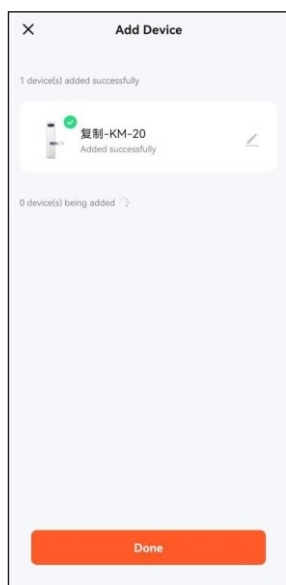 Add Device
1 device(s) added successfully
复制-KM-20
Added successfully
0 device(s) being added
Done